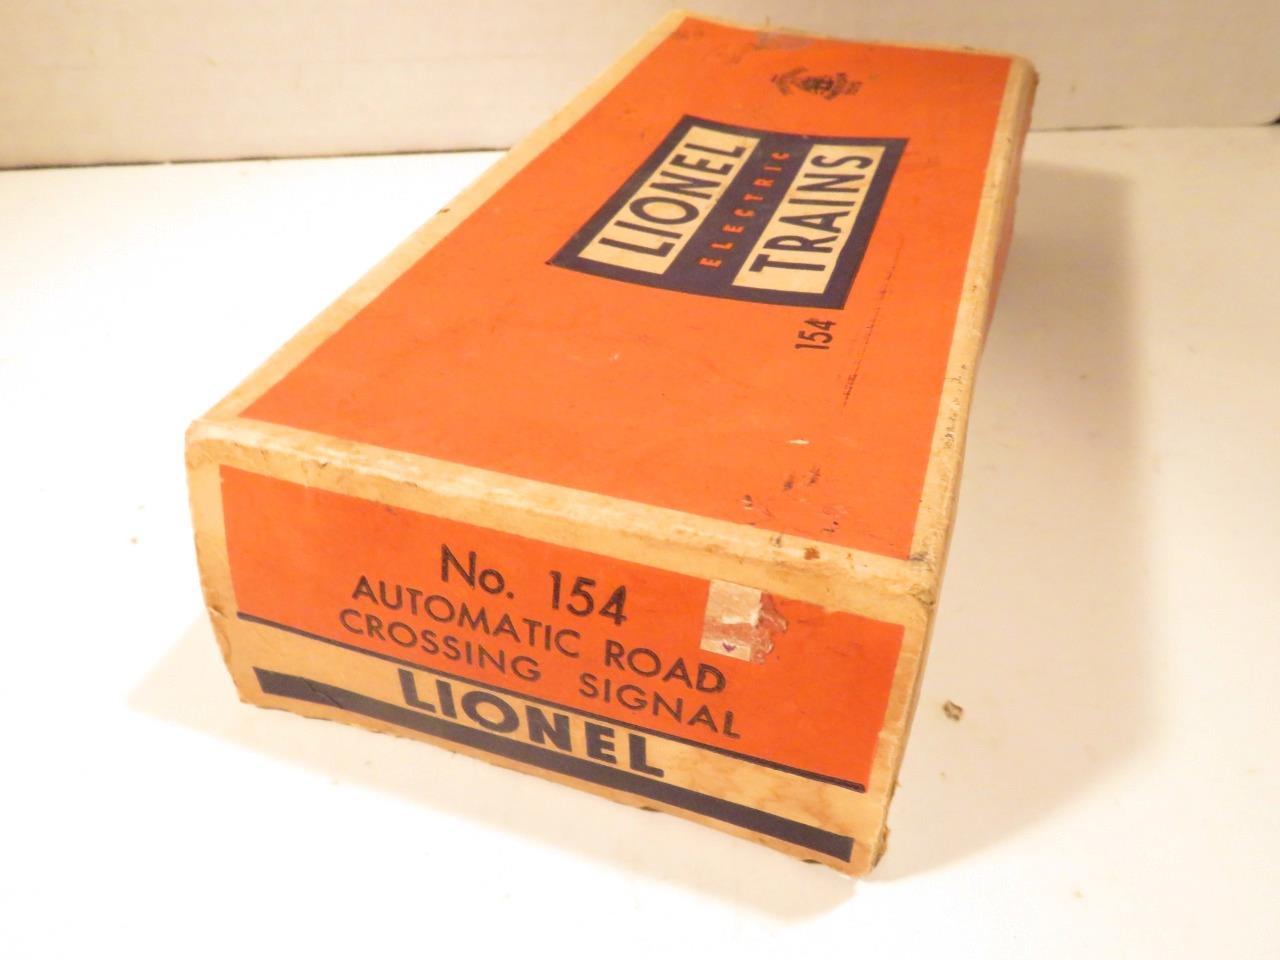 LIONEL
ELECTRIC
TRAINS
154
No. 154
AUTOMATIC ROAD
CROSSING SIGNAL
LIONEL